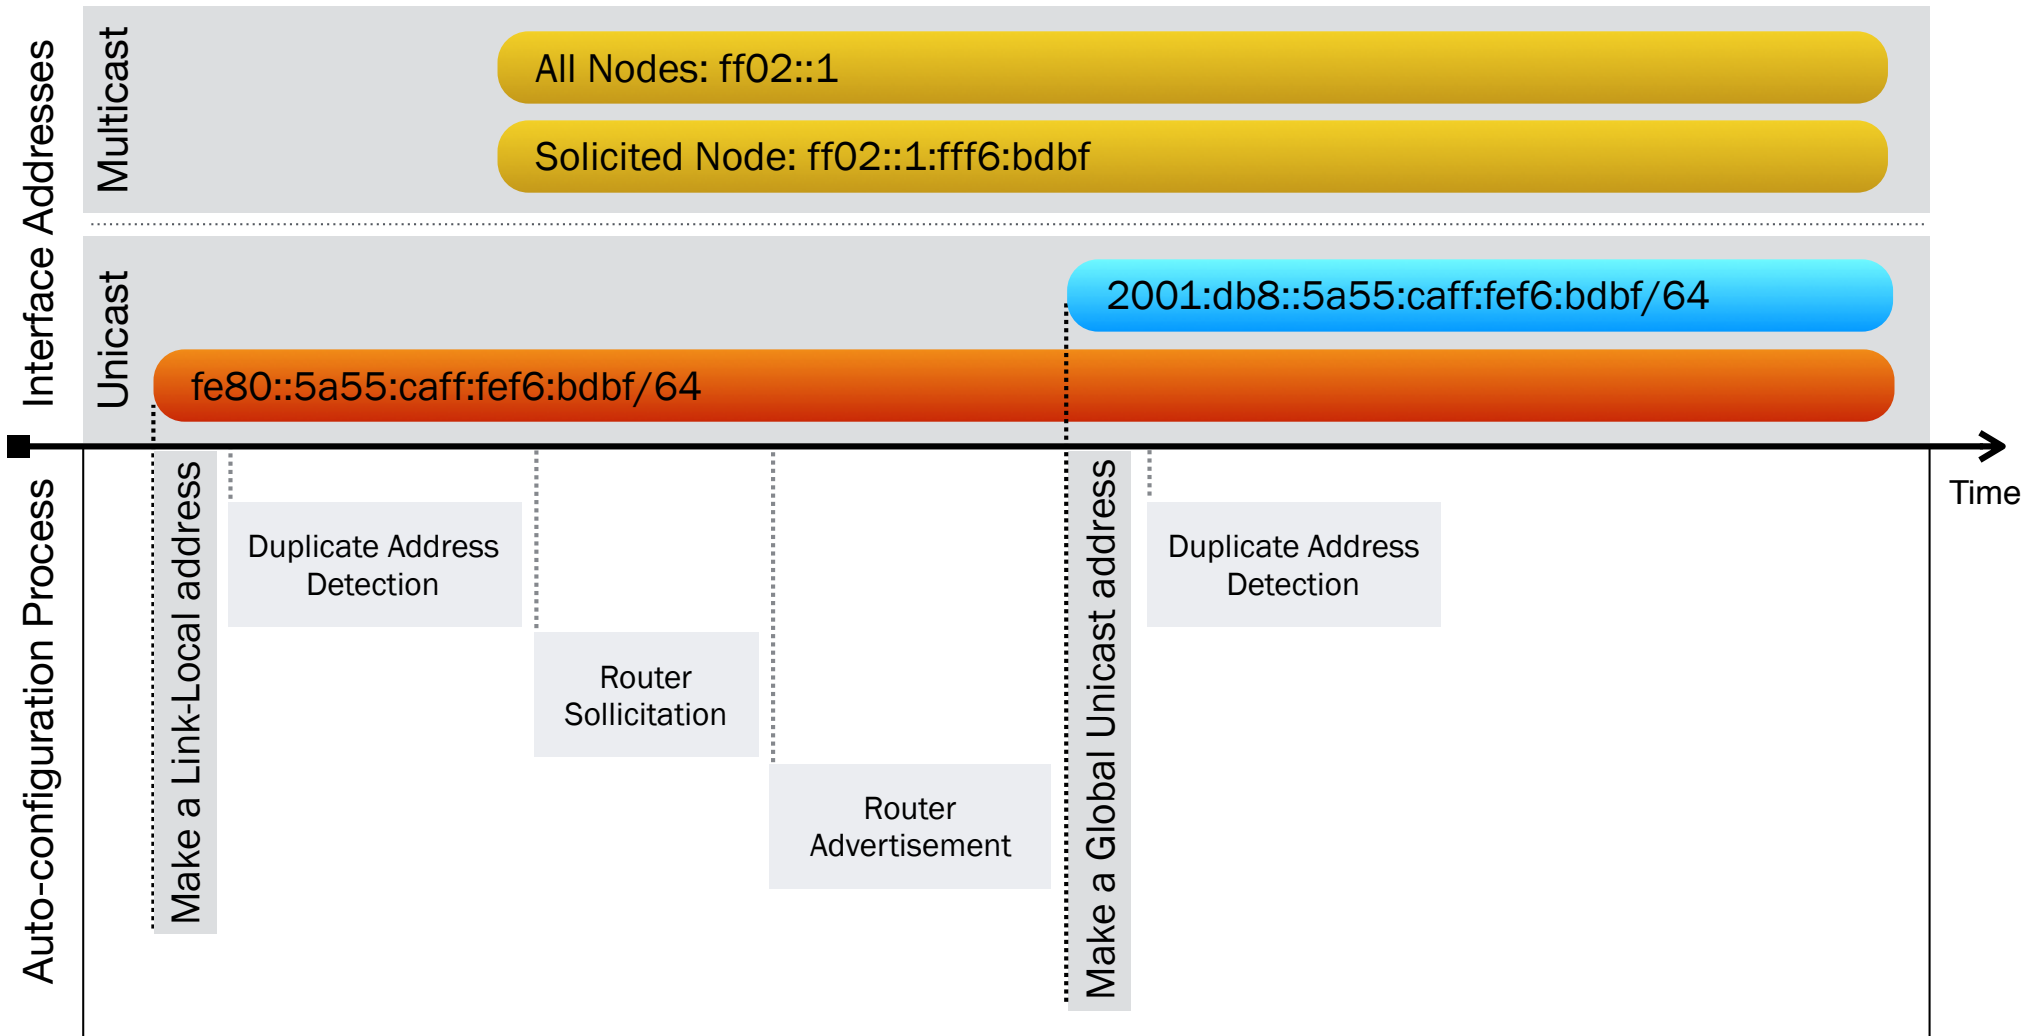 Interface Addresses
Multicast
All Nodes: ff02::1
Solicited Node: ff02::1:fff6:bdbf
Unicast
2001:db8::5a55:caff:fef6:bdbf/64
fe80::5a55:caff:fef6:bdbf/64
Time
Auto-configuration Process
Make a Link-Local address
Duplicate Address
Detection
Router
Sollicitation
Router
Advertisement
Make a Global Unicast address
Duplicate Address
Detection